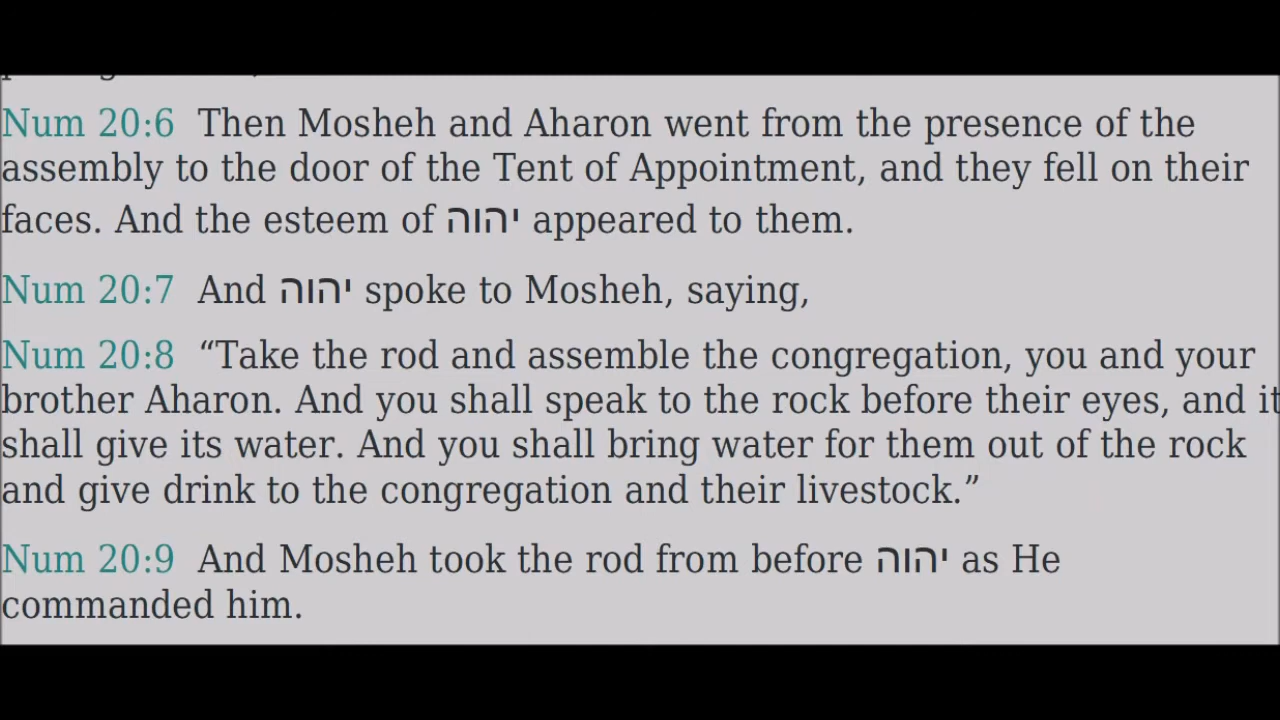 Num 20:6 Then Mosheh and Aharon went from the presence of the
assembly to the door of the Tent of Appointment, and they fell on their
faces. And the esteem of יהוה appeared to them.
Num 20:7 And יהוה spoke to Mosheh, saying,
Num 20:8 “Take the rod and assemble the congregation, you and your
brother Aharon. And you shall speak to the rock before their eyes, and it
shall give its water. And you shall bring water for them out of the rock
and give drink to the congregation and their livestock.”
Num 20:9 And Mosheh took the rod from before יהוה as He
commanded him.